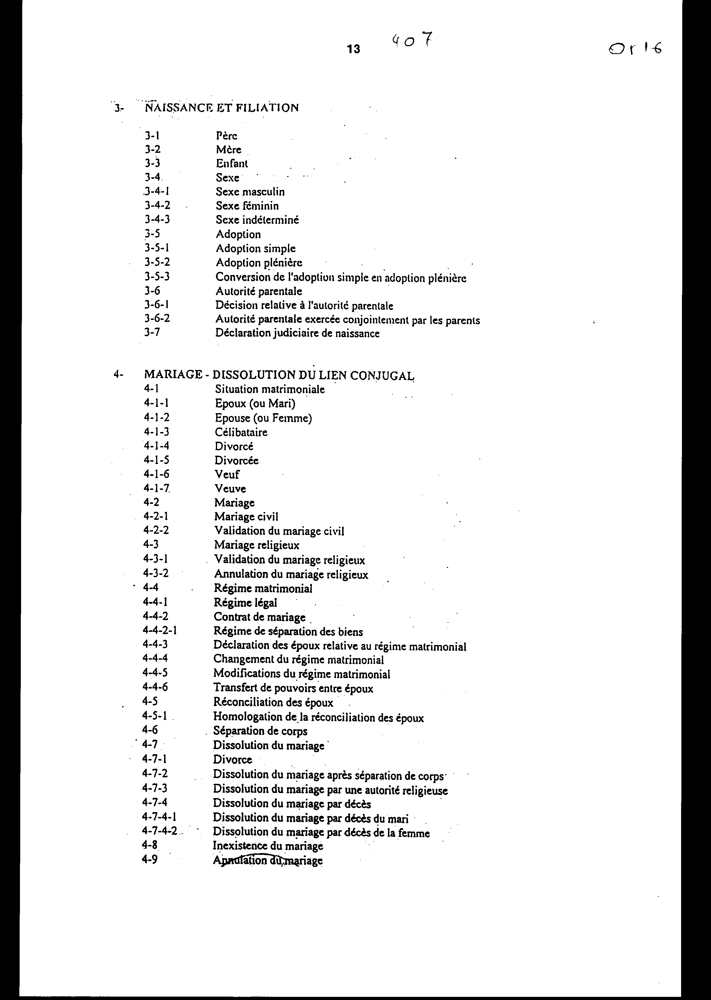 13
407
Or 16
3- NAISSANCE ET FILIATION
3-1 Père
3-2 Mère
3-3 Enfant
3-4 Sexe
3-4-1 Sexe masculin
3-4-2 Sexe féminin
3-4-3 Sexe indéterminé
3-5 Adoption
3-5-1 Adoption simple
3-5-2 Adoption plénière
3-5-3 Conversion de l'adoption simple en adoption plénière
3-6 Autorité parentale
3-6-1 Décision relative à l'autorité parentale
3-6-2 Autorité parentale exercée conjointement par les parents
3-7 Déclaration judiciaire de naissance
4- MARIAGE - DISSOLUTION DU LIEN CONJUGAL
4-1 Situation matrimoniale
4-1-1 Epoux (ou Mari)
4-1-2 Epouse (ou Femme)
4-1-3 Célibataire
4-1-4 Divorcé
4-1-5 Divorcée
4-1-6 Veuf
4-1-7 Veuve
4-2 Mariage
4-2-1 Mariage civil
4-2-2 Validation du mariage civil
4-3 Mariage religieux
4-3-1 Validation du mariage religieux
4-3-2 Annulation du mariage religieux
4-4 Régime matrimonial
4-4-1 Régime légal
4-4-2 Contrat de mariage
4-4-2-1 Régime de séparation des biens
4-4-3 Déclaration des époux relative au régime matrimonial
4-4-4 Changement du régime matrimonial
4-4-5 Modifications du régime matrimonial
4-4-6 Transfert de pouvoirs entre époux
4-5 Réconciliation des époux
4-5-1 Homologation de la réconciliation des époux
4-6 Séparation de corps
4-7 Dissolution du mariage
4-7-1 Divorce
4-7-2 Dissolution du mariage après séparation de corps
4-7-3 Dissolution du mariage par une autorité religieuse
4-7-4 Dissolution du mariage par décès
4-7-4-1 Dissolution du mariage par décès du mari
4-7-4-2 Dissolution du mariage par décès de la femme
4-8 Inexistence du mariage
4-9 Annulation du mariage